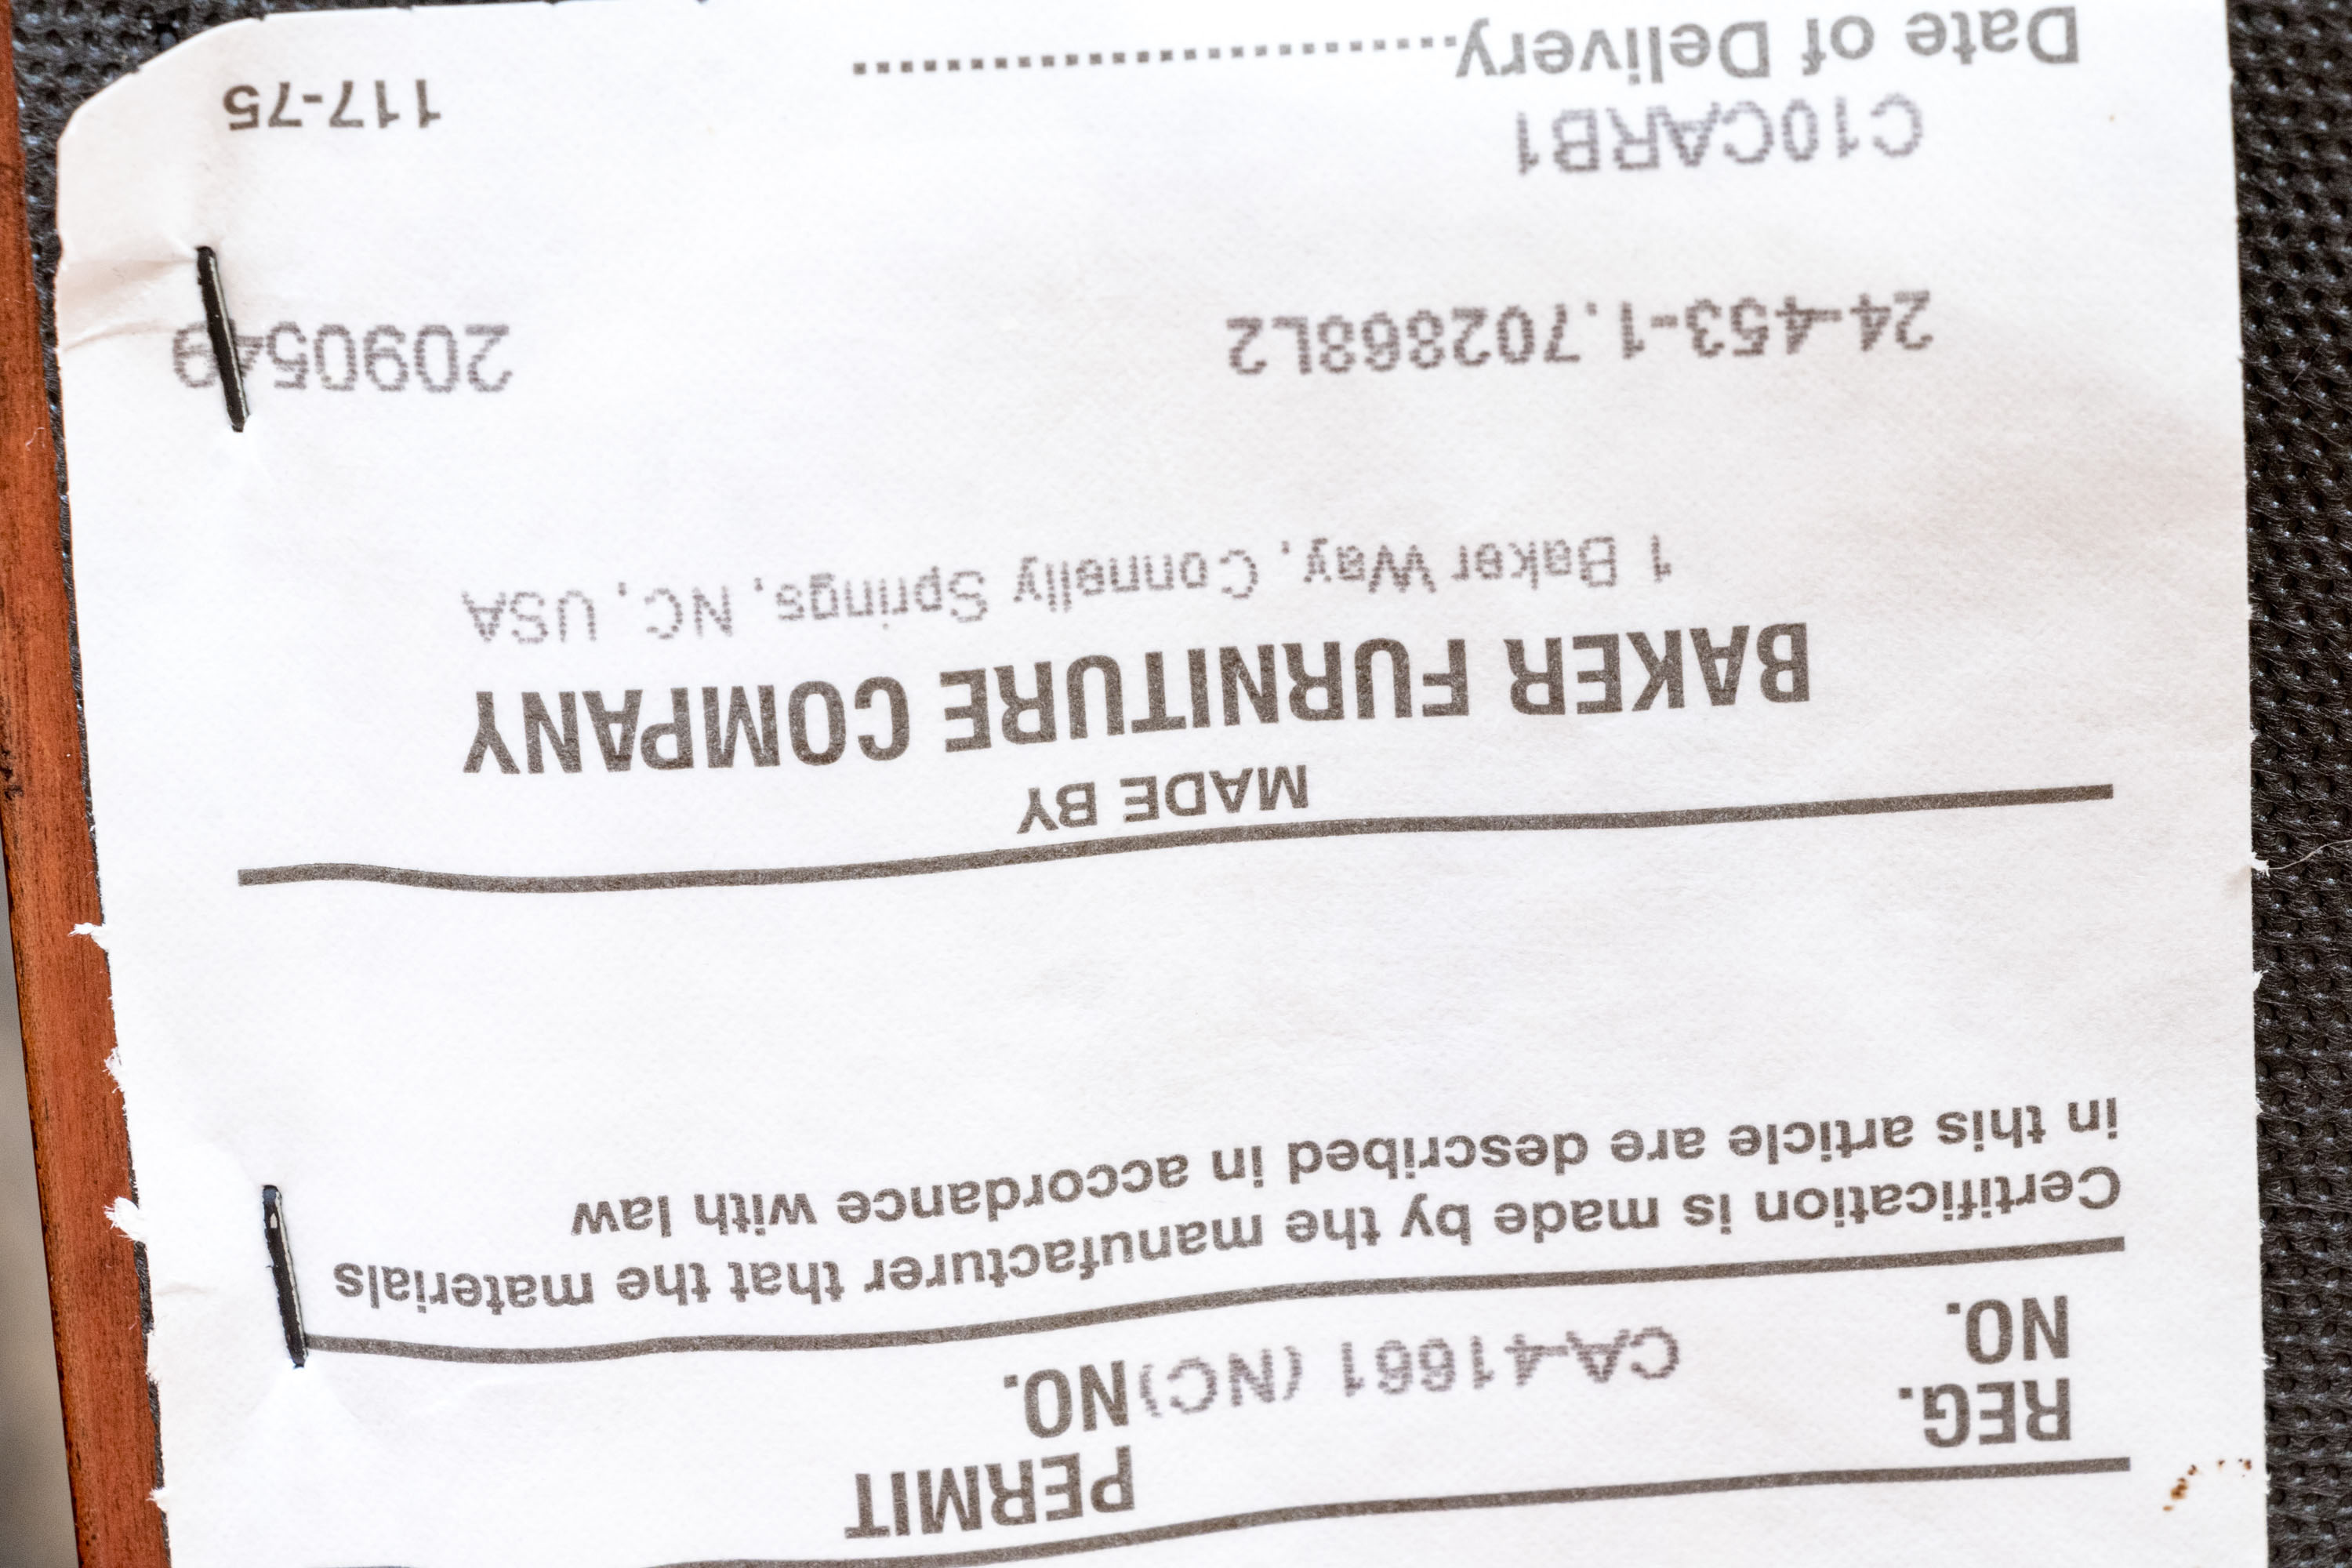 REG. PERMIT
NO. CA-41661 (NC) NO.
Certification is made by the manufacturer that the materials
in this article are described in accordance with law
MADE BY
BAKER FURNITURE COMPANY
1 Baker Way, Connelly Springs, NC, USA
24-453-1.702868L2 2090549
C10CARB1 117-75
Date of Delivery..............................